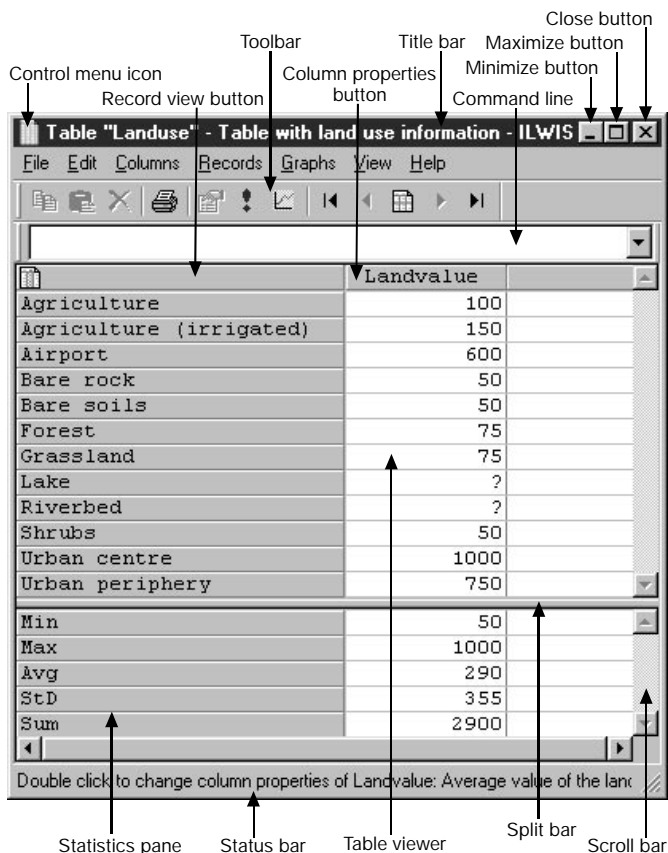 Close button
Toolbar Title bar Maximize button
Control menu icon Column properties button Minimize button
Record view button Command line
Table "Landuse" - Table with land use information - ILWIS
File Edit Columns Records Graphs View Help
Landvalue
Agriculture 100
Agriculture (irrigated) 150
Airport 600
Bare rock 50
Bare soils 50
Forest 75
Grassland 75
Lake ?
Riverbed ?
Shrubs 50
Urban centre 1000
Urban periphery 750
Min 50
Max 1000
Avg 290
StD 355
Sum 2900
Double click to change column properties of Landvalue: Average value of the land
Statistics pane Status bar Table viewer Split bar Scroll bar